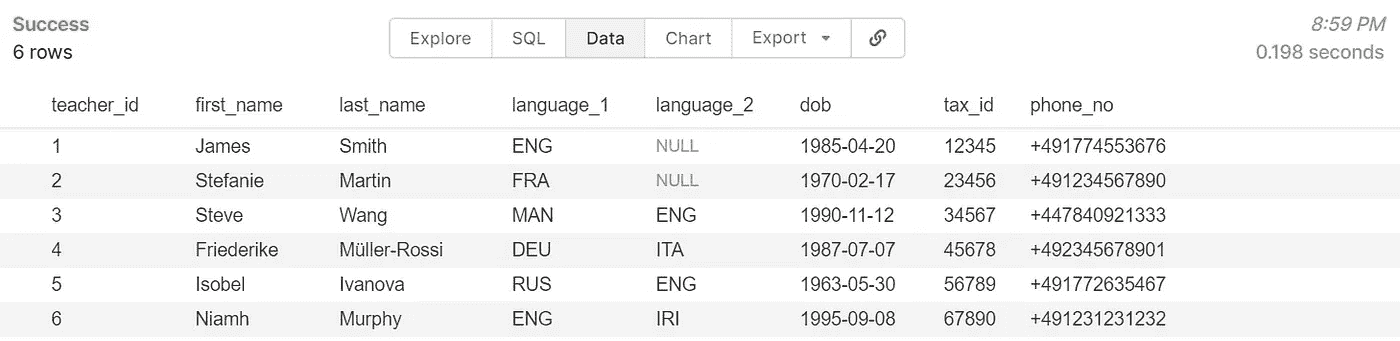 Success
6 rows
Explore SQL Data Chart Export
8:59 PM
0.198 seconds
teacher_id first_name last_name language_1 language_2 dob tax_id phone_no
1 James Smith ENG NULL 1985-04-20 12345 +491774553676
2 Stefanie Martin FRA NULL 1970-02-17 23456 +491234567890
3 Steve Wang MAN ENG 1990-11-12 34567 +447840921333
4 Friederike Müller-Rossi DEU ITA 1987-07-07 45678 +492345678901
5 Isobel Ivanova RUS ENG 1963-05-30 56789 +491772635467
6 Niamh Murphy ENG IRI 1995-09-08 67890 +491231231232